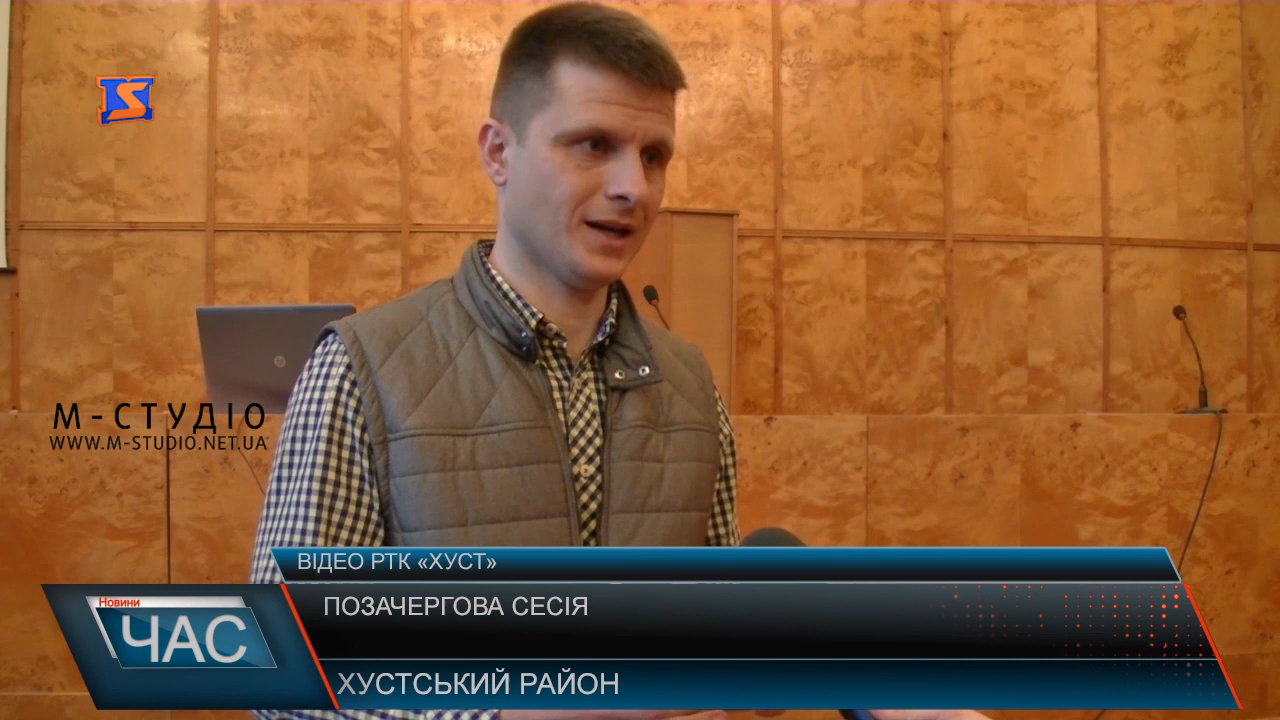 М-СТУДІО
WWW.M-STUDIO.NET.UA
ВІДЕО РТК «ХУСТ»
Новини
ЧАС
ПОЗАЧЕРГОВА СЕСІЯ
ХУСТСЬКИЙ РАЙОН